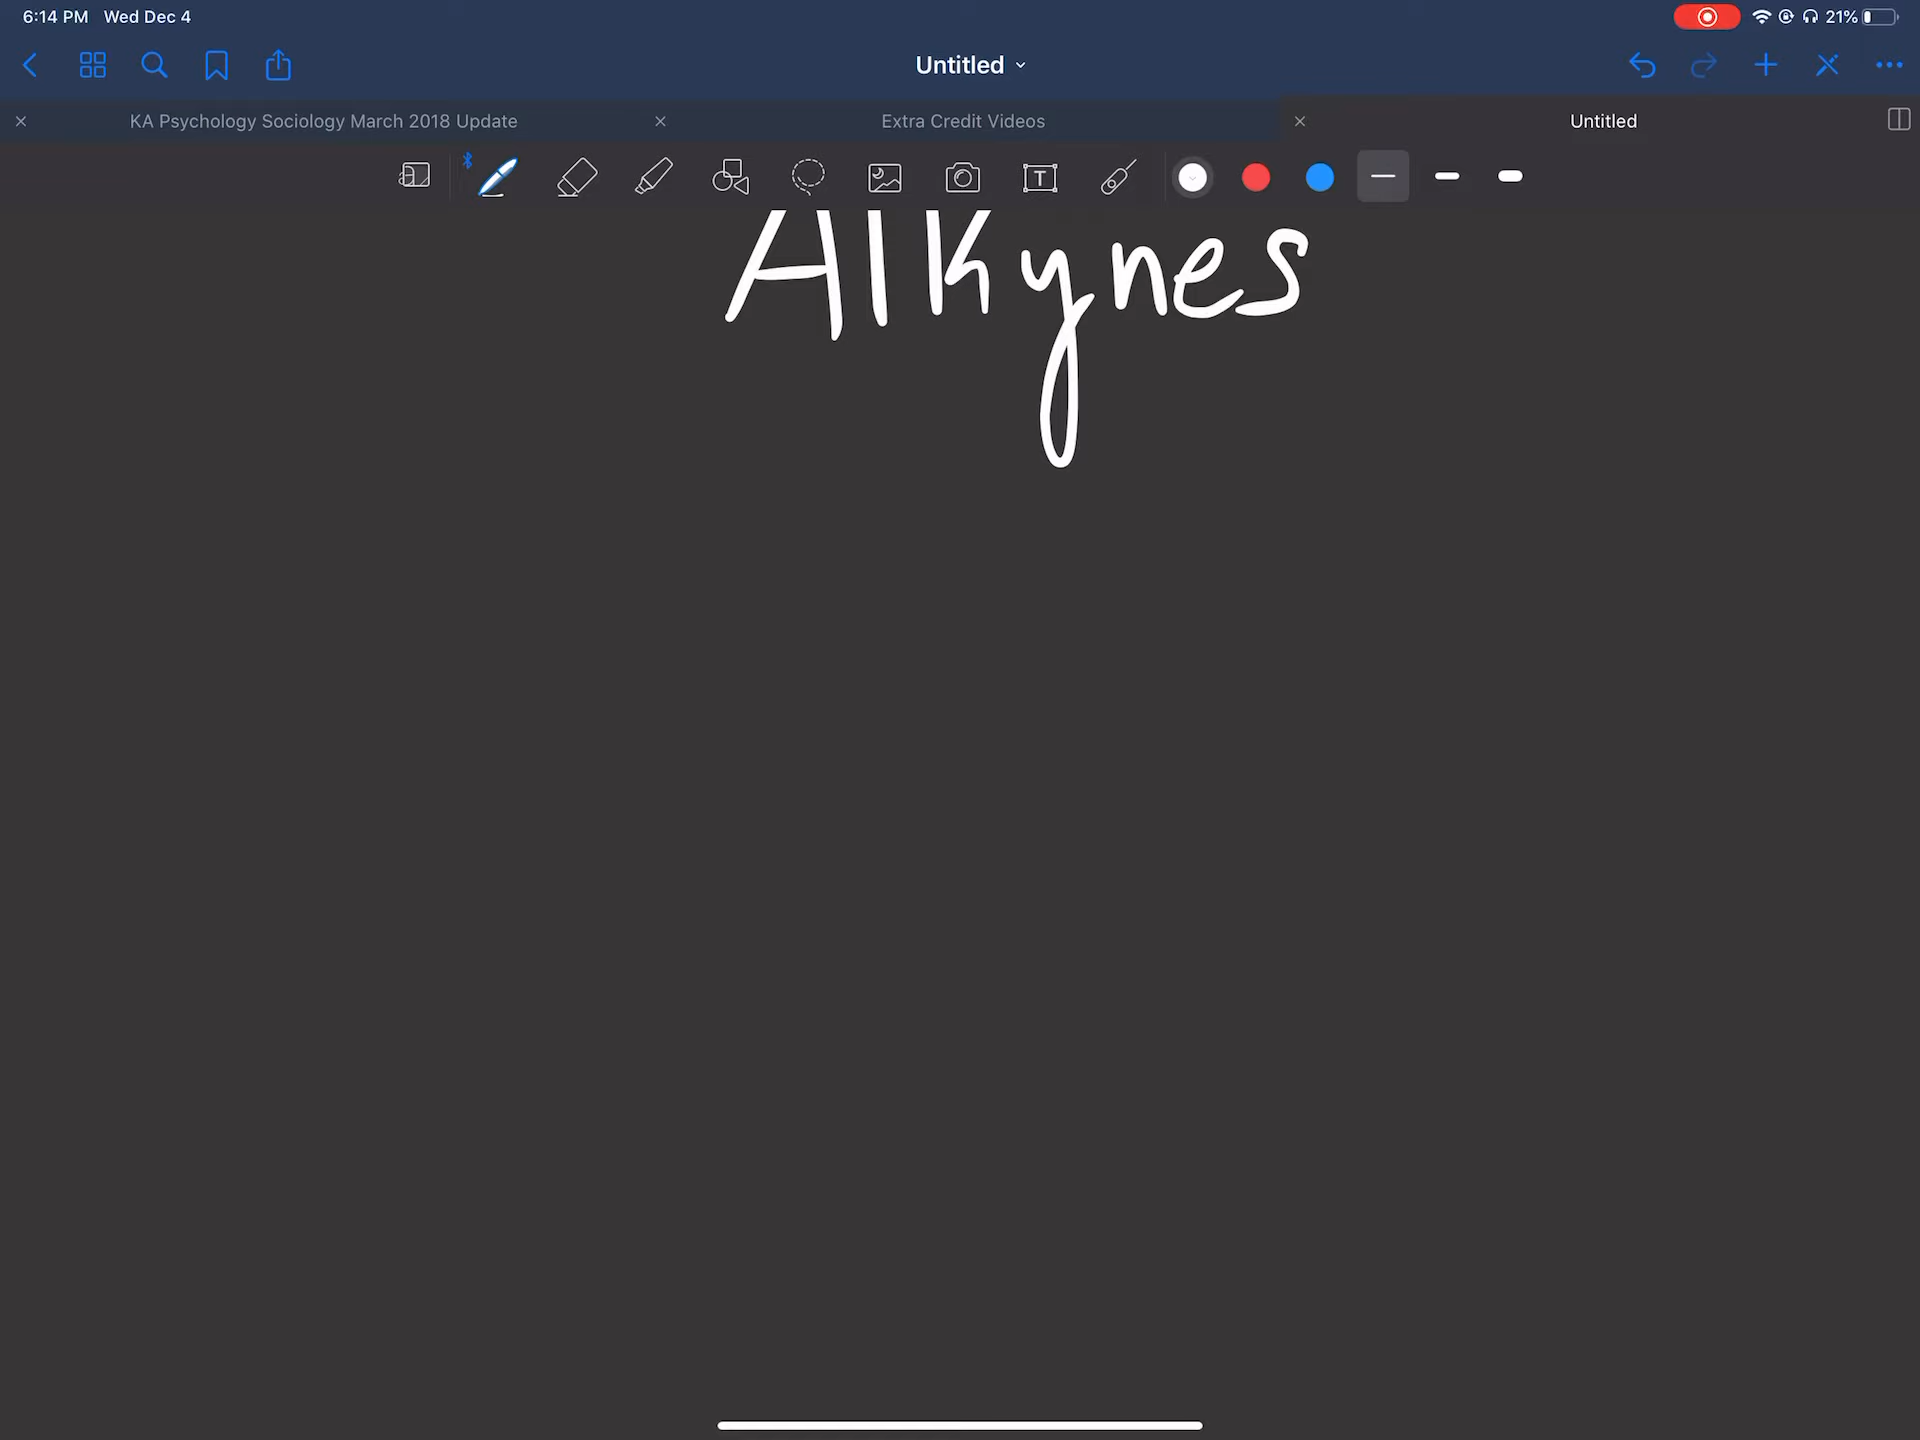 6:14 PM Wed Dec 4 21%
Untitled
KA Psychology Sociology March 2018 Update Extra Credit Videos Untitled
T
Alkynes